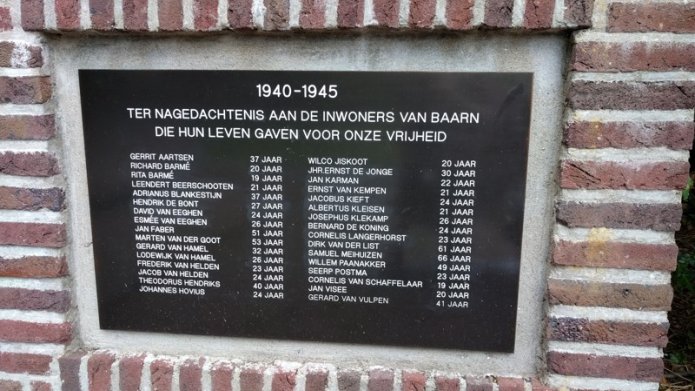 1940-1945
TER NAGEDACHTENIS AAN DE INWONERS VAN BAARN
DIE HUN LEVEN GAVEN VOOR ONZE VRIJHEID
GERRIT AARTSEN 37 JAAR
RICHARD BARMÉ 20 JAAR
RITA BARMÉ 19 JAAR
LEENDERT BEERSCHOOTEN 21 JAAR
ADRIANUS BLANKESTIJN 37 JAAR
HENDRIK DE BONT 27 JAAR
DAVID VAN EEGHEN 24 JAAR
ESMÉE VAN EEGHEN 26 JAAR
JAN FABER 51 JAAR
MARTEN VAN DER GOOT 53 JAAR
GERARD VAN HAMEL 32 JAAR
LODEWIJK VAN HAMEL 26 JAAR
FREDERIK VAN HELDEN 23 JAAR
JACOB VAN HELDEN 24 JAAR
THEODORUS HENDRIKS 40 JAAR
JOHANNES HOVIUS 24 JAAR
WILCO JISKOOT 20 JAAR
JHR.ERNST DE JONGE 30 JAAR
JAN KARMAN 22 JAAR
ERNST VAN KEMPEN 21 JAAR
JACOBUS KIEFT 24 JAAR
ALBERTUS KLEISEN 21 JAAR
JOSEPHUS KLEKAMP 26 JAAR
BERNARD DE KONING 24 JAAR
CORNELIS LANGERHORST 23 JAAR
DIRK VAN DER LIST 61 JAAR
SAMUEL MEIHUIZEN 66 JAAR
WILLEM PAANAKKER 49 JAAR
SEERP POSTMA 23 JAAR
CORNELIS VAN SCHAFFELAAR 19 JAAR
JAN VISEE 20 JAAR
GERARD VAN VULPEN 41 JAAR